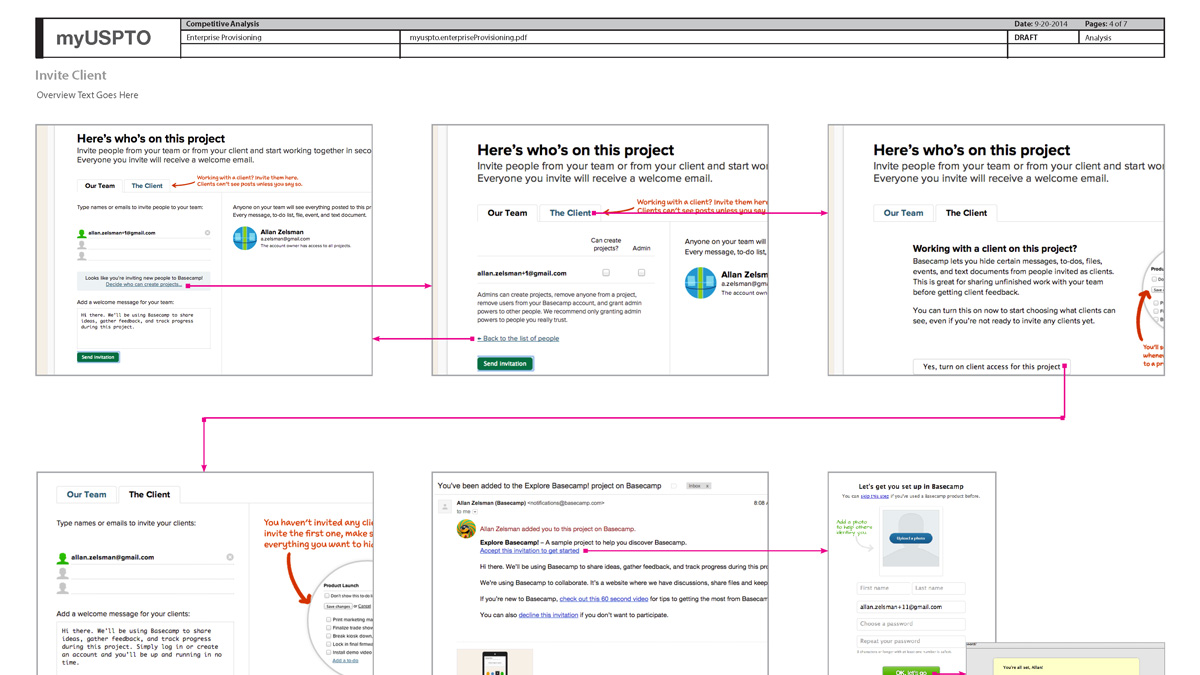 myUSPTO
Competitive Analysis
Date: 9-20-2014 Pages: 4 of 7
Enterprise Provisioning
myuspto.enterpriseProvisioning.pdf
DRAFT
Analysis
Invite Client
Overview Text Goes Here
Here's who's on this project
Invite people from your team or from your client and start working together in seco
Everyone you invite will receive a welcome email.
Our Team
The Client
Working with a client? Invite them here.
Clients can't see posts unless you say so.
Type names or emails to invite people to your team:
Anyone on your team will see everything posted to this pr
Every message, to-do list, file, event, and text document.
allan.zelsman+1@gmail.com
Allan Zelsman
a.zelsman@gmail.com
The account owner has access to all projects.
Looks like you're inviting new people to Basecamp!
Decide who can create projects...
Add a welcome message for your team:
Hi there. We'll be using Basecamp to share
ideas, gather feedback, and track progress
during this project.
Send invitation
Here's who's on this project
Invite people from your team or from your client and start wor
Everyone you invite will receive a welcome email.
Our Team
The Client
Working with a client? Invite them here
Clients can't see posts unless you say
Can create
projects?
Admin
Anyone on your team will
Every message, to-do list,
allan.zelsman+1@gmail.com
Allan Zelsm
a.zelsman@gm
The account own
Admins can create projects, remove anyone from a project,
remove users from your Basecamp account, and grant admin
powers to other people. We recommend only granting admin
powers to people you really trust.
← Back to the list of people
Send invitation
Here's who's on this project
Invite people from your team or from your client and start wor
Everyone you invite will receive a welcome email.
Our Team
The Client
Working with a client on this project?
Basecamp lets you hide certain messages, to-dos, files,
events, and text documents from people invited as clients.
This is great for sharing unfinished work with your team
before getting client feedback.
You can turn this on now to start choosing what clients can
see, even if you're not ready to invite any clients yet.
Produ
You'll s
whene
to a pr
Yes, turn on client access for this project
Our Team
The Client
Type names or emails to invite your clients:
You haven't invited any clie
invite the first one, make s
everything you want to hid
allan.zelsman@gmail.com
Product Launch
Don't show this to-do li
Save changes or Cancel
Print marketing ma
Finalize trade show
Break kiosk down,
Lock in final firmw
Install demo video
Add a to-do
Add a welcome message for your clients:
Hi there. We'll be using Basecamp to share
ideas, gather feedback, and track progress
during this project. Simply log in or create
an account and you'll be up and running in no
time.
You've been added to the Explore Basecamp! project on Basecamp
Inbox x
Allan Zelsman (Basecamp) <notifications@basecamp.com>
8:08
to me
Allan Zelsman added you to this project on Basecamp.
Explore Basecamp! – A sample project to help you discover Basecamp.
Accept this invitation to get started
Hi there. We'll be using Basecamp to share ideas, gather feedback, and track progress during this pro
We're using Basecamp to collaborate. It's a website where we have discussions, share files and keep
If you're new to Basecamp, check out this 60 second video for tips to getting the most from Basecam
You can also decline this invitation if you don't want to participate.
Let's get you set up in Basecamp
You can skip this step if you've used a Basecamp product before.
Add a photo
to help others
identify you
Upload a photo
First name
Last name
allan.zelsman+11@gmail.com
Choose a password
Repeat your password
OK, let's go
You're all set, Allan!